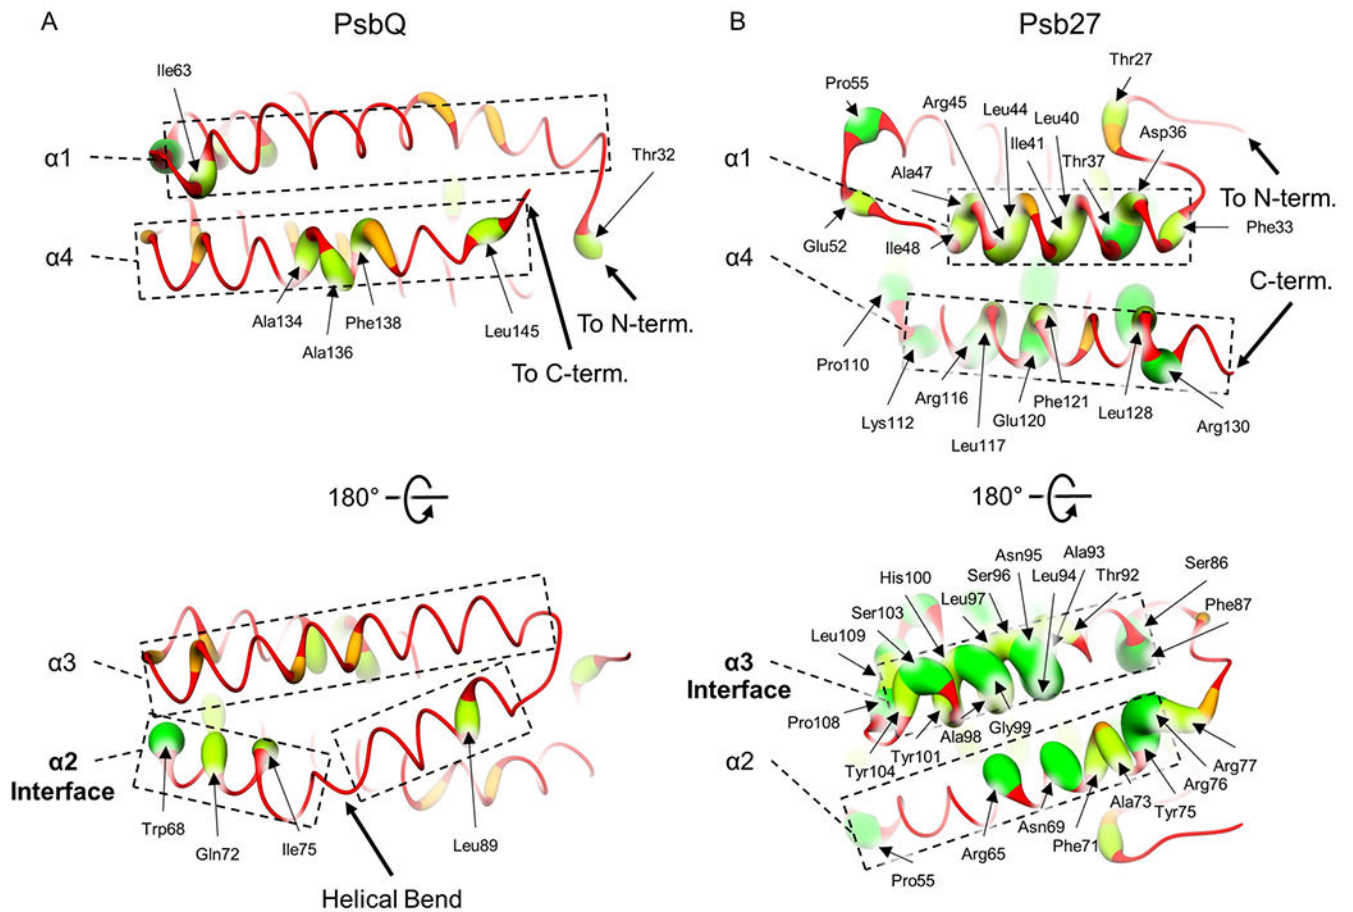 A
PsbQ
Ile63
α1
Thr32
α4
Ala134
Ala136
Phe138
Leu145
To N-term.
To C-term.
180°
α3
α2
Interface
Trp68
Gln72
Ile75
Leu89
Helical Bend
B
Psb27
Thr27
Pro55
Arg45
Leu44
Leu40
Ile41
Asp36
α1
Thr37
Ala47
To N-term.
Glu52
Ile48
Phe33
α4
C-term.
Pro110
Lys112
Arg116
Leu117
Glu120
Phe121
Leu128
Arg130
180°
Asn95
Ala93
Ser96
Leu94
Thr92
Ser86
His100
Leu97
Phe87
Ser103
Leu109
α3
Interface
Pro108
Tyr104
Tyr101
Ala98
Gly99
α2
Arg77
Arg76
Tyr75
Ala73
Phe71
Asn69
Arg65
Pro55